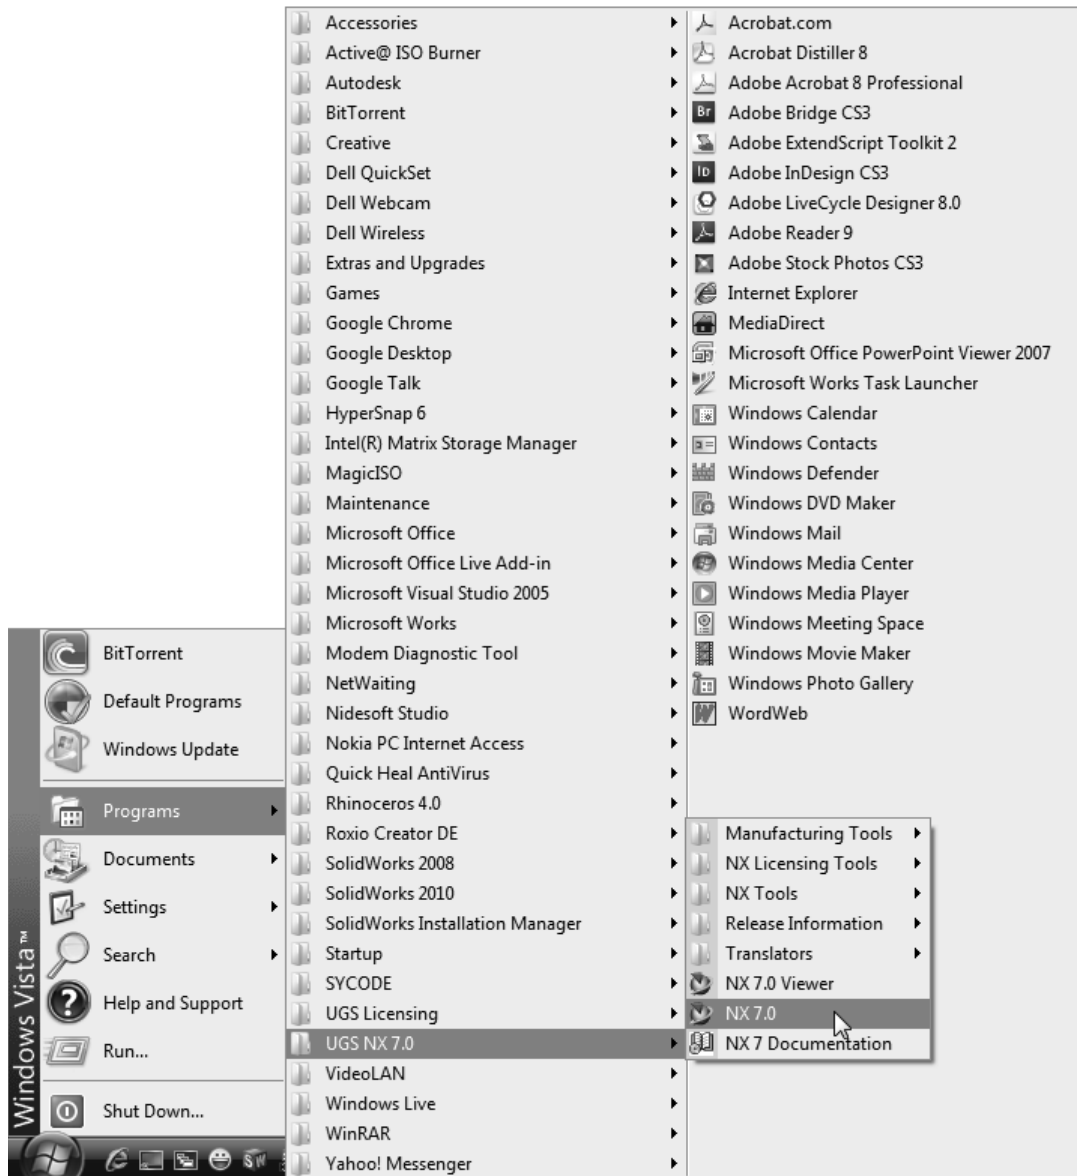 Accessories
Active@ ISO Burner
Autodesk
BitTorrent
Creative
Dell QuickSet
Dell Webcam
Dell Wireless
Extras and Upgrades
Games
Google Chrome
Google Desktop
Google Talk
HyperSnap 6
Intel(R) Matrix Storage Manager
MagicISO
Maintenance
Microsoft Office
Microsoft Office Live Add-in
Microsoft Visual Studio 2005
Microsoft Works
Modem Diagnostic Tool
NetWaiting
Nidesoft Studio
Nokia PC Internet Access
Quick Heal AntiVirus
Rhinoceros 4.0
Roxio Creator DE
SolidWorks 2008
SolidWorks 2010
SolidWorks Installation Manager
Startup
SYCODE
UGS Licensing
UGS NX 7.0
VideoLAN
Windows Live
WinRAR
Yahoo! Messenger
Acrobat.com
Acrobat Distiller 8
Adobe Acrobat 8 Professional
Br Adobe Bridge CS3
Adobe ExtendScript Toolkit 2
ID Adobe InDesign CS3
Adobe LiveCycle Designer 8.0
Adobe Reader 9
Adobe Stock Photos CS3
Internet Explorer
MediaDirect
Microsoft Office PowerPoint Viewer 2007
Microsoft Works Task Launcher
Windows Calendar
Windows Contacts
Windows Defender
Windows DVD Maker
Windows Mail
Windows Media Center
Windows Media Player
Windows Meeting Space
Windows Movie Maker
Windows Photo Gallery
W WordWeb
Manufacturing Tools
NX Licensing Tools
NX Tools
Release Information
Translators
NX 7.0 Viewer
NX 7.0
NX 7 Documentation
BitTorrent
Default Programs
Windows Update
Programs
Documents
Settings
Search
Help and Support
Run...
Shut Down...
Windows Vista™
SW